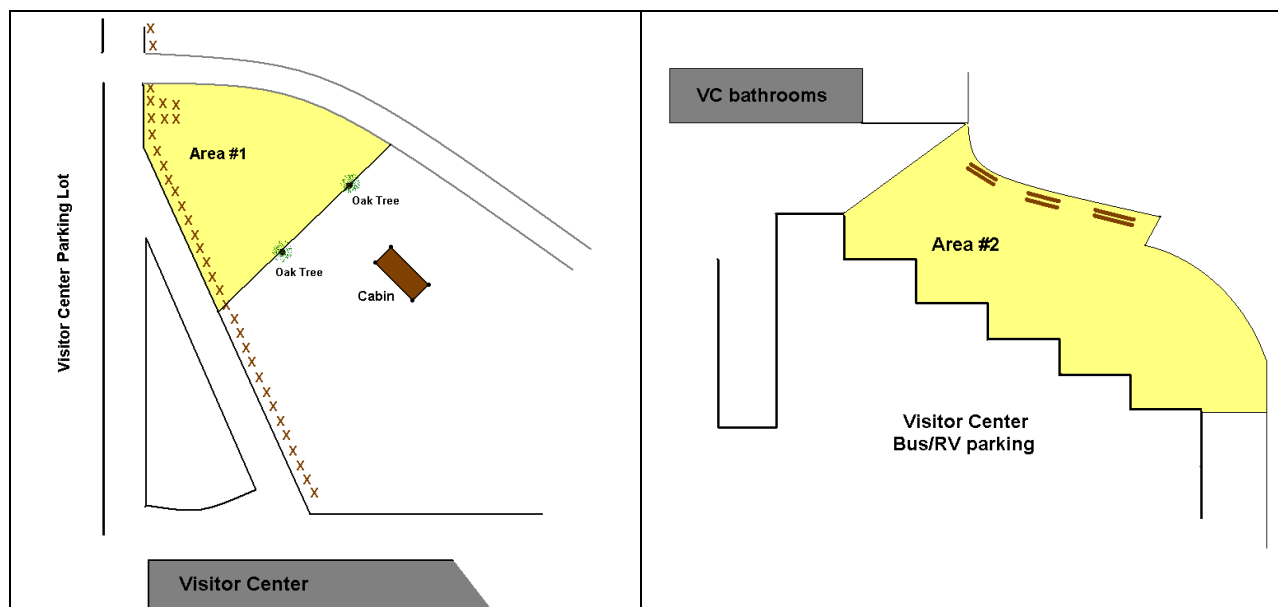 Area #1
Oak Tree
Oak Tree
Cabin
Visitor Center Parking Lot
Visitor Center
VC bathrooms
Area #2
Visitor Center
Bus/RV parking